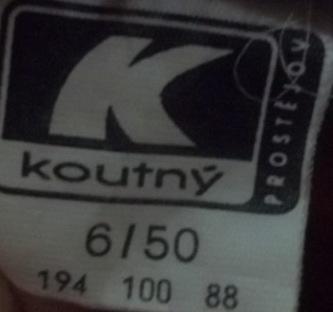 K
koutný
PROSTĚJOV
6/50
194 100 88